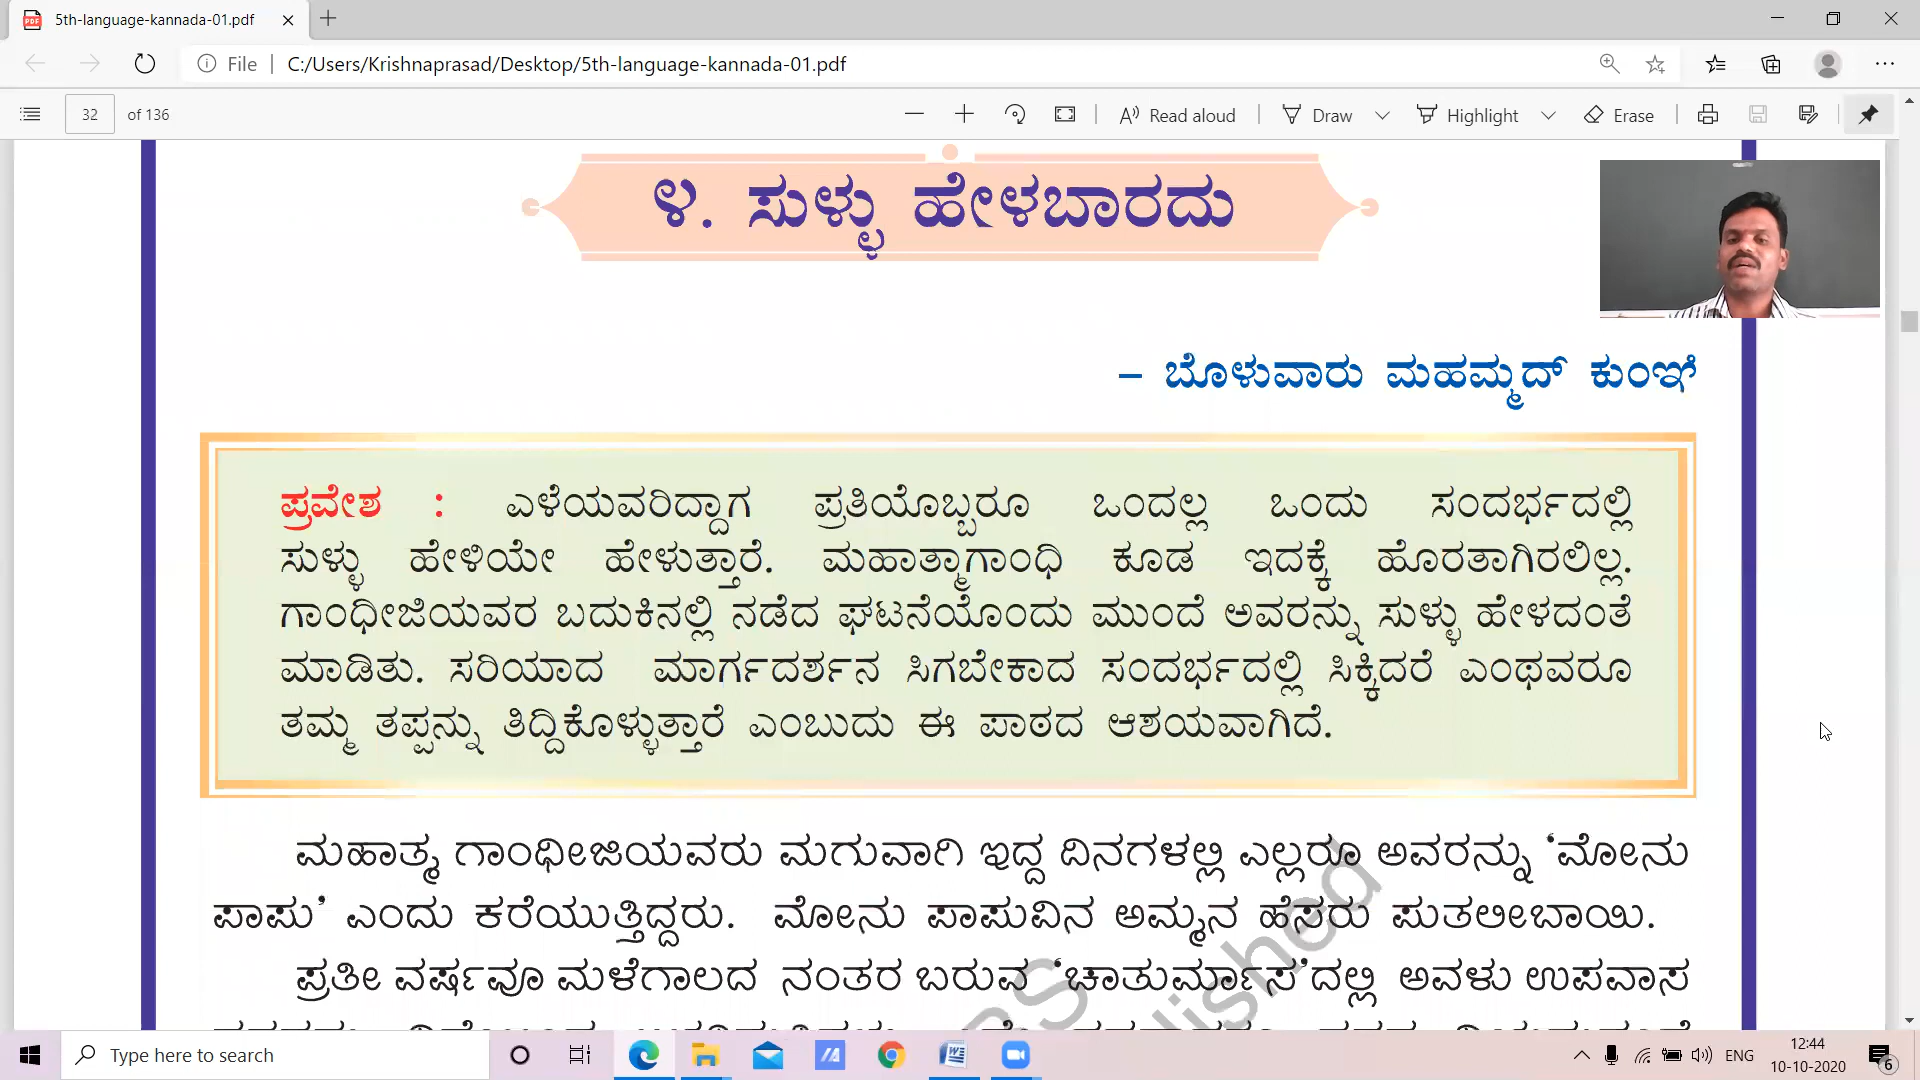 5th-language-kannada-01.pdf
File | C:/Users/Krishnaprasad/Desktop/5th-language-kannada-01.pdf
32 of 136 Read aloud Draw Highlight Erase
೪. ಸುಳ್ಳು ಹೇಳಬಾರದು
– ಬೊಳುವಾರು ಮಹಮ್ಮದ್ ಕುಂಞಿ
ಪ್ರವೇಶ : ಎಳೆಯವರಿದ್ದಾಗ ಪ್ರತಿಯೊಬ್ಬರೂ ಒಂದಲ್ಲ ಒಂದು ಸಂದರ್ಭದಲ್ಲಿ
ಸುಳ್ಳು ಹೇಳಿಯೇ ಹೇಳುತ್ತಾರೆ. ಮಹಾತ್ಮಾಗಾಂಧಿ ಕೂಡ ಇದಕ್ಕೆ ಹೊರತಾಗಿರಲಿಲ್ಲ.
ಗಾಂಧೀಜಿಯವರ ಬದುಕಿನಲ್ಲಿ ನಡೆದ ಘಟನೆಯೊಂದು ಮುಂದೆ ಅವರನ್ನು ಸುಳ್ಳು ಹೇಳದಂತೆ
ಮಾಡಿತು. ಸರಿಯಾದ ಮಾರ್ಗದರ್ಶನ ಸಿಗಬೇಕಾದ ಸಂದರ್ಭದಲ್ಲಿ ಸಿಕ್ಕಿದರೆ ಎಂಥವರೂ
ತಮ್ಮ ತಪ್ಪನ್ನು ತಿದ್ದಿಕೊಳ್ಳುತ್ತಾರೆ ಎಂಬುದು ಈ ಪಾಠದ ಆಶಯವಾಗಿದೆ.
ಮಹಾತ್ಮ ಗಾಂಧೀಜಿಯವರು ಮಗುವಾಗಿ ಇದ್ದ ದಿನಗಳಲ್ಲಿ ಎಲ್ಲರೂ ಅವರನ್ನು ‘ಮೋನು
ಪಾಪು’ ಎಂದು ಕರೆಯುತ್ತಿದ್ದರು. ಮೋನು ಪಾಪುವಿನ ಅಮ್ಮನ ಹೆಸರು ಪುತಲೀಬಾಯಿ.
ಪ್ರತೀ ವರ್ಷವೂ ಮಳೆಗಾಲದ ನಂತರ ಬರುವ ‘ಚಾತುರ್ಮಾಸ’ದಲ್ಲಿ ಅವಳು ಉಪವಾಸ
Type here to search
ENG
12:44
10-10-2020
6